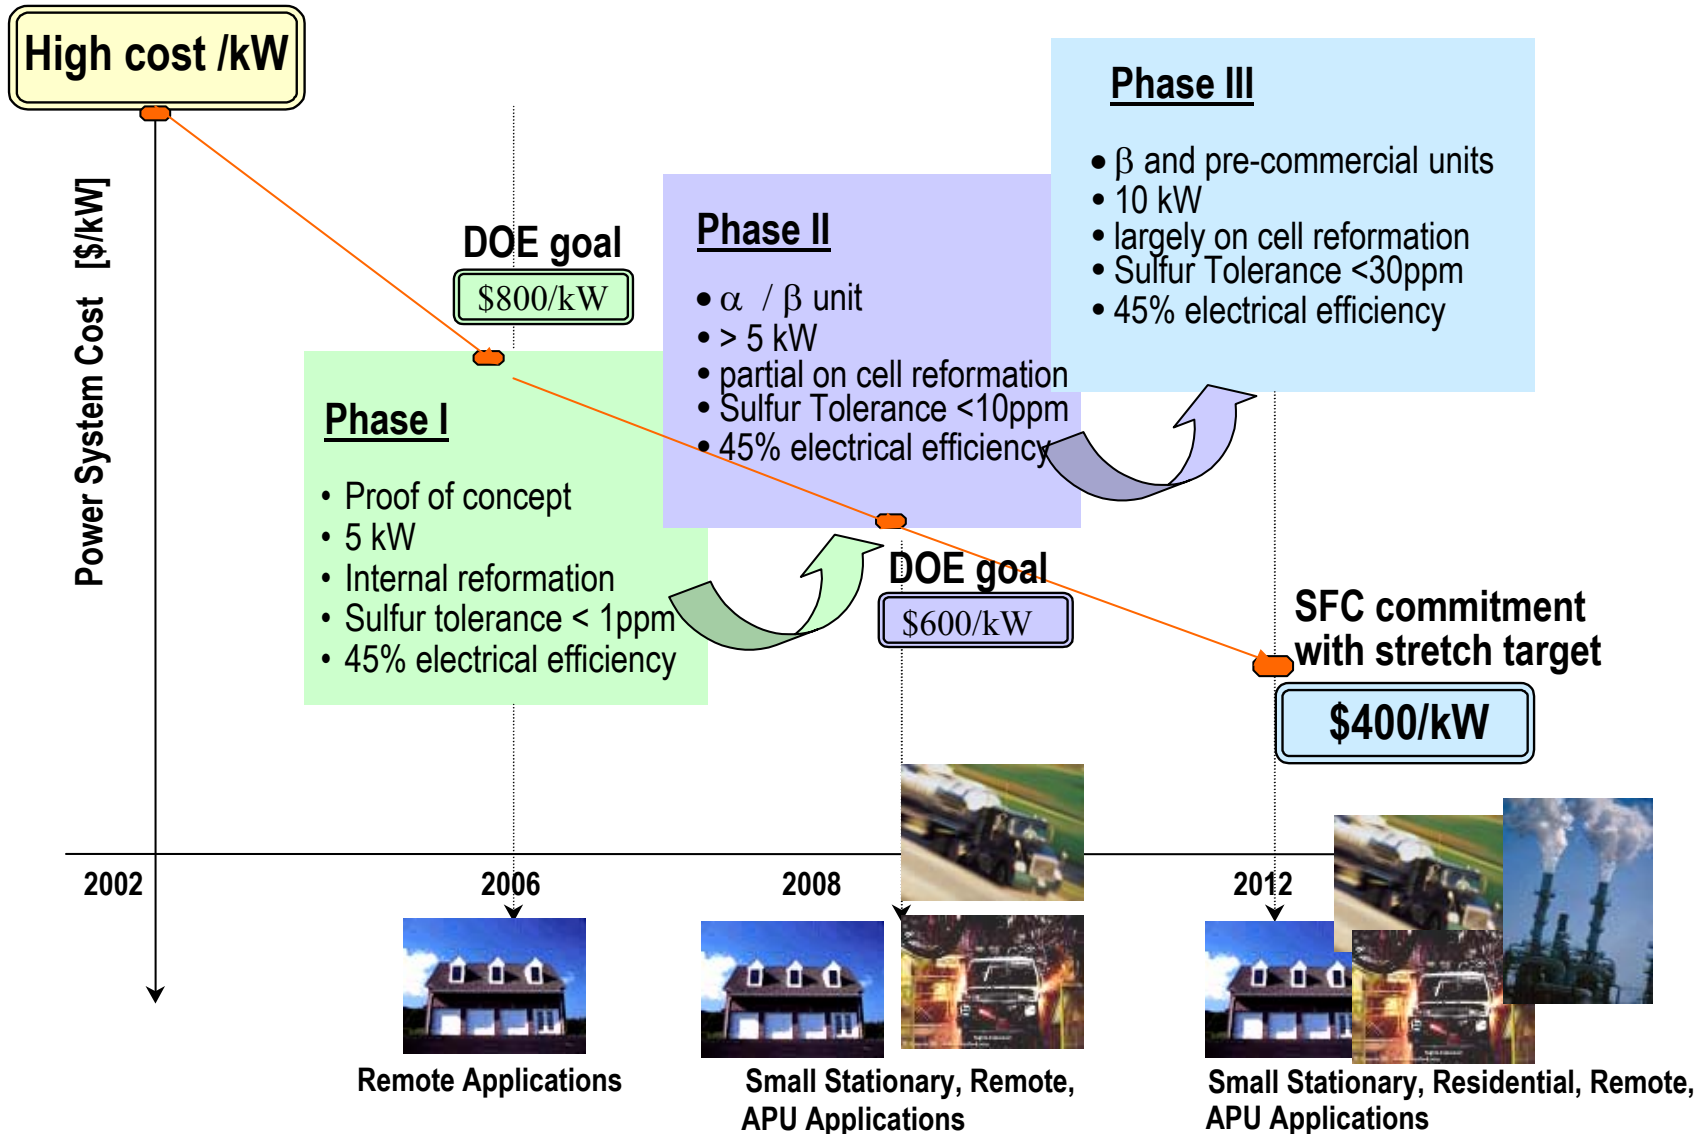 High cost /kW
Power System Cost [$/kW]
DOE goal
$800/kW
Phase I
• Proof of concept
• 5 kW
• Internal reformation
• Sulfur tolerance < 1ppm
• 45% electrical efficiency
Phase II
• α / β unit
• > 5 kW
• partial on cell reformation
• Sulfur Tolerance <10ppm
• 45% electrical efficiency
DOE goal
$600/kW
Phase III
• β and pre-commercial units
• 10 kW
• largely on cell reformation
• Sulfur Tolerance <30ppm
• 45% electrical efficiency
SFC commitment
with stretch target
$400/kW
2002
2006
2008
2012
Remote Applications
Small Stationary, Remote,
APU Applications
Small Stationary, Residential, Remote,
APU Applications